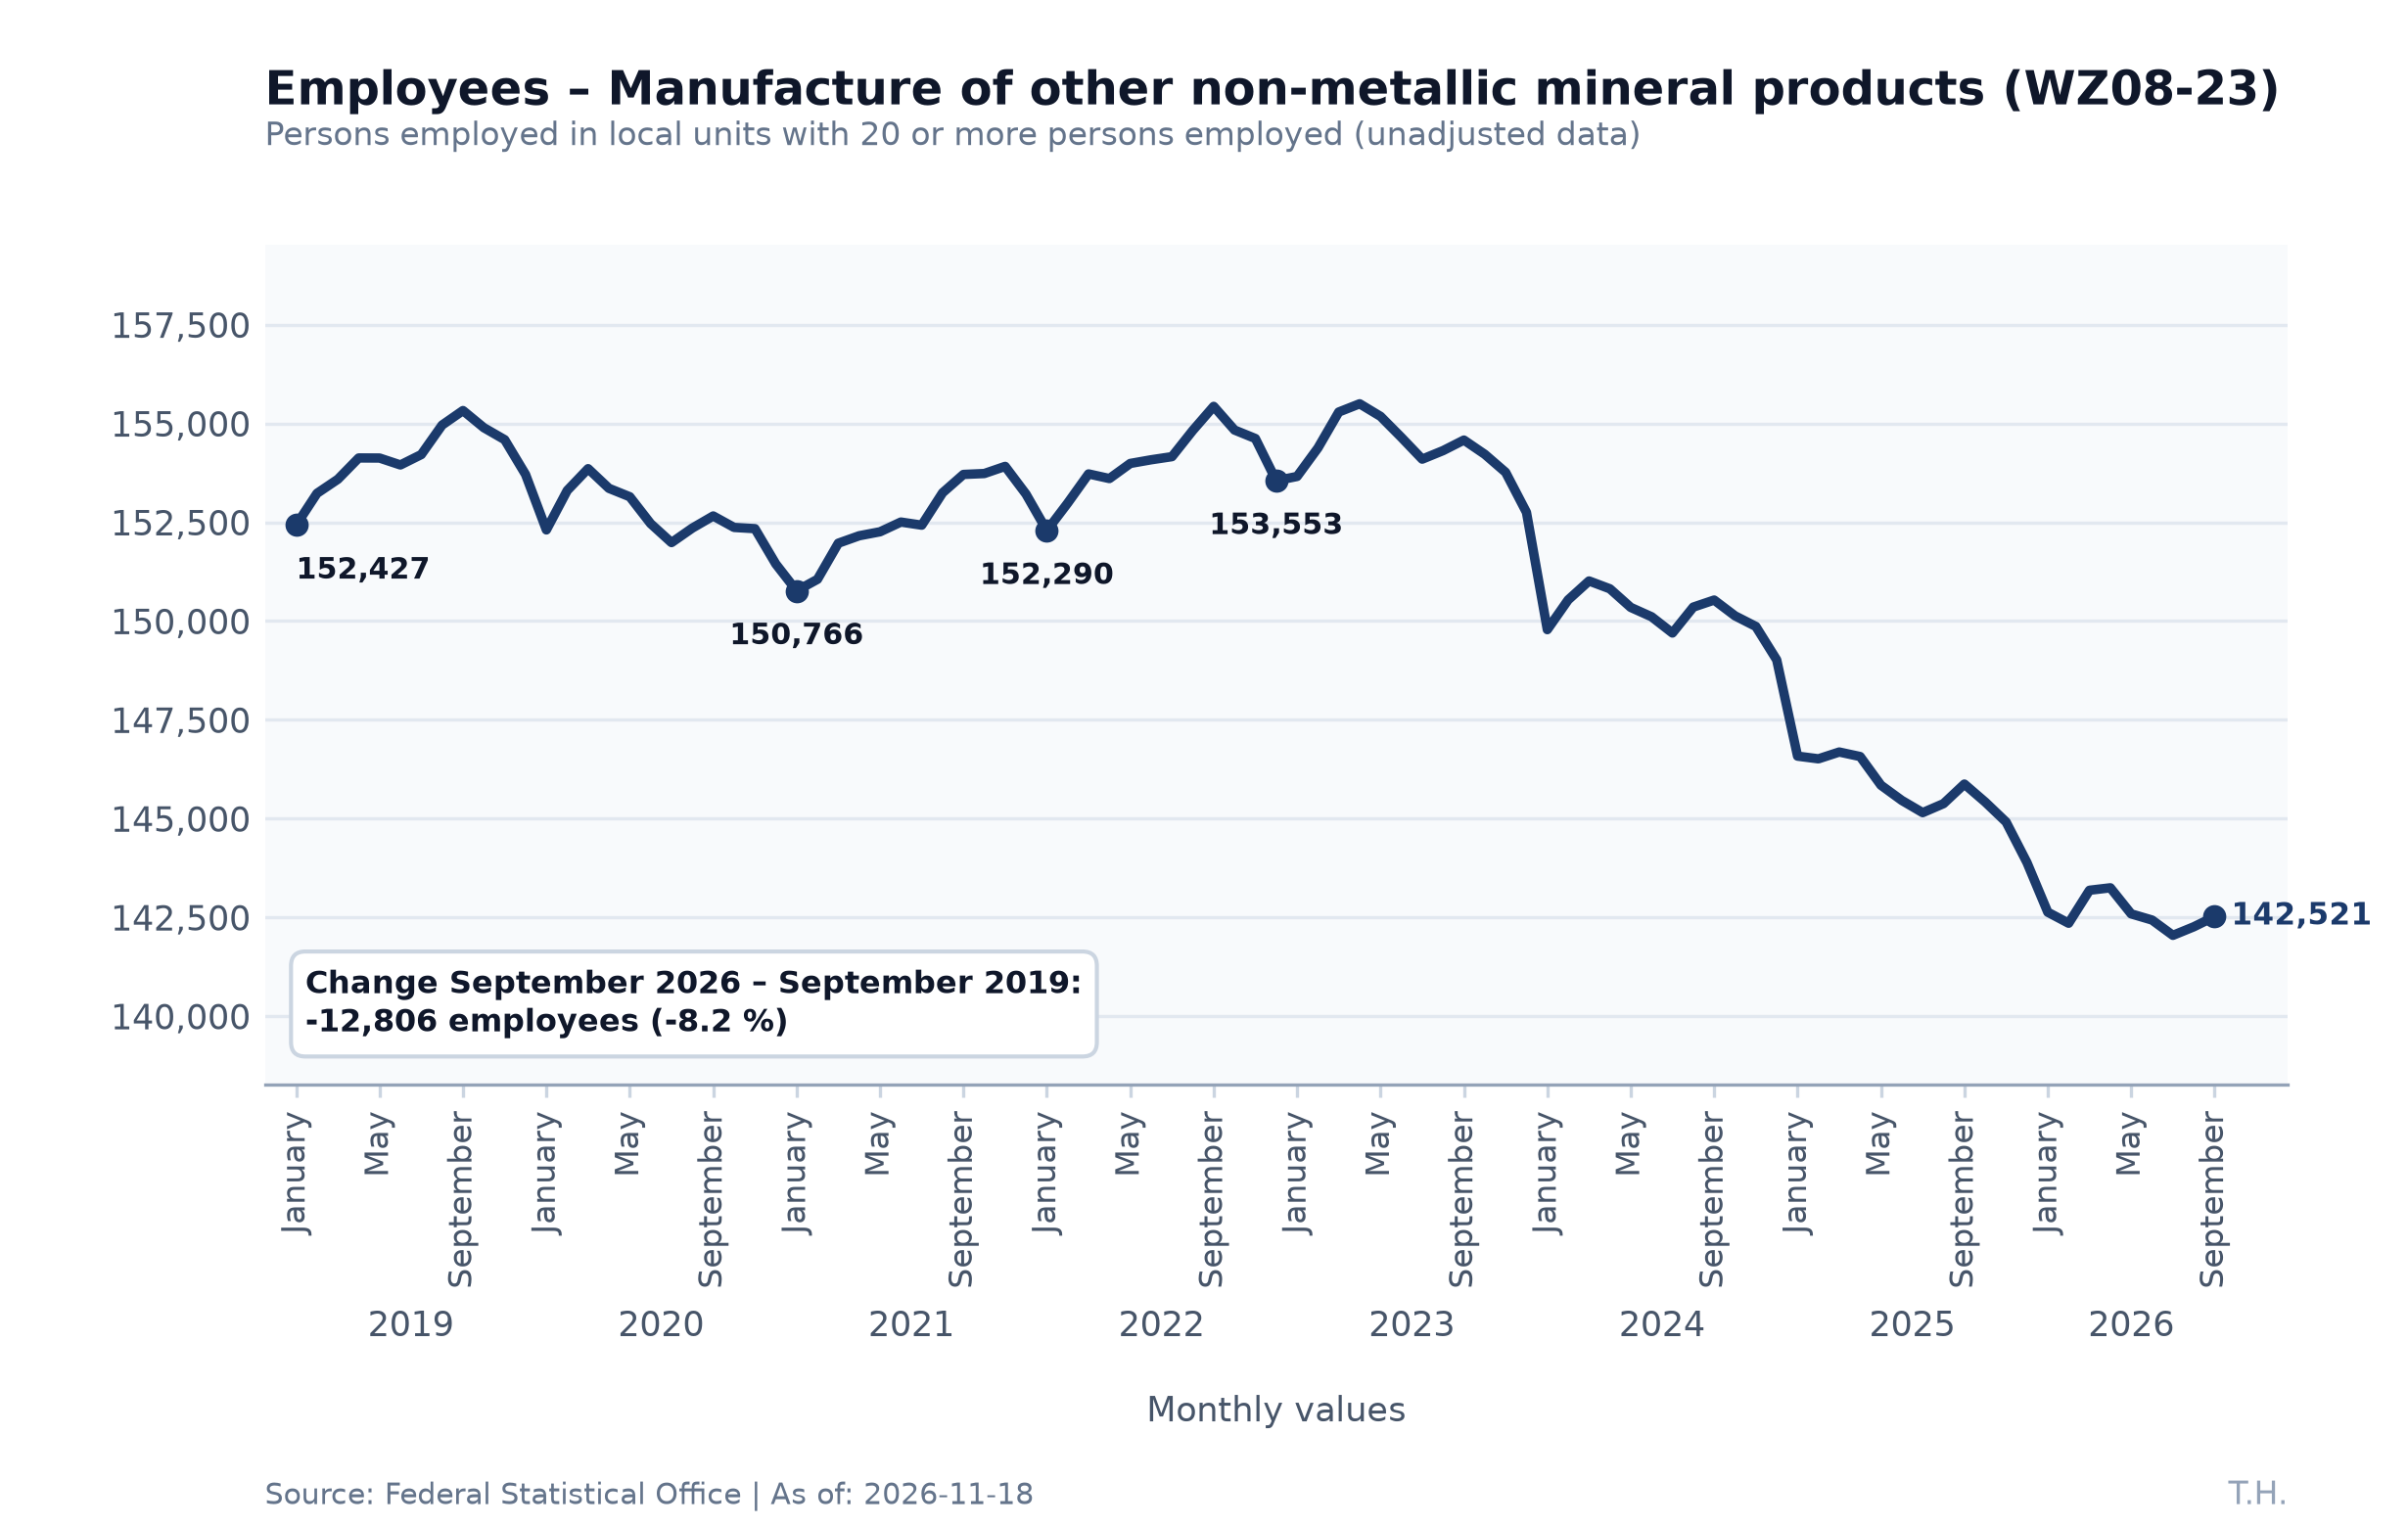 Employees – Manufacture of other non-metallic mineral products (WZ08-23)
Persons employed in local units with 20 or more persons employed (unadjusted data)
157,500
155,000
152,500
150,000
147,500
145,000
142,500
140,000
152,427
150,766
152,290
153,553
142,521
Change September 2026 – September 2019:
-12,806 employees (-8.2 %)
January
May
September
January
May
September
January
May
September
January
May
September
January
May
September
January
May
September
January
May
September
January
May
September
2019
2020
2021
2022
2023
2024
2025
2026
Monthly values
Source: Federal Statistical Office | As of: 2026-11-18
T.H.